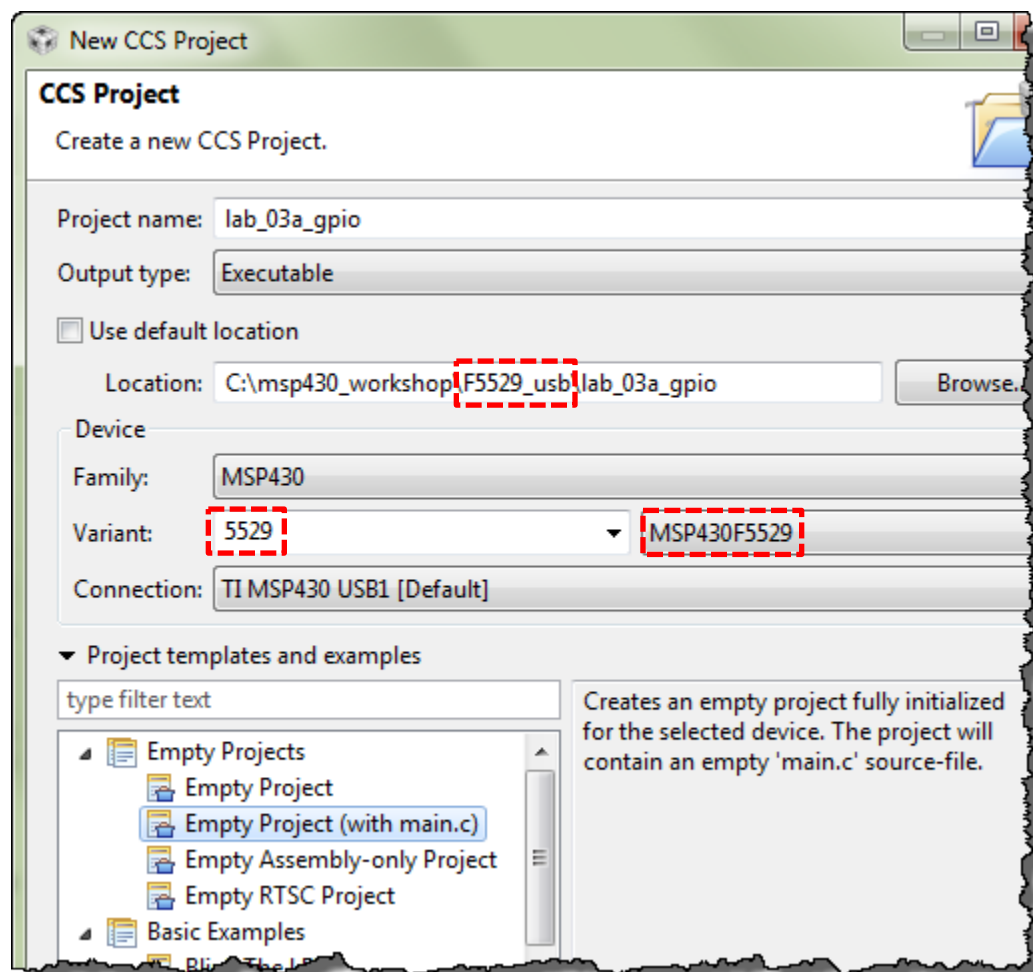 New CCS Project
CCS Project
Create a new CCS Project.
Project name: lab_03a_gpio
Output type: Executable
Use default location
Location: C:\msp430_workshop\F5529_usb\lab_03a_gpio Browse..
Device
Family: MSP430
Variant: 5529 MSP430F5529
Connection: TI MSP430 USB1 [Default]
Project templates and examples
type filter text
Creates an empty project fully initialized
for the selected device. The project will
contain an empty 'main.c' source-file.
Empty Projects
Empty Project
Empty Project (with main.c)
Empty Assembly-only Project
Empty RTSC Project
Basic Examples